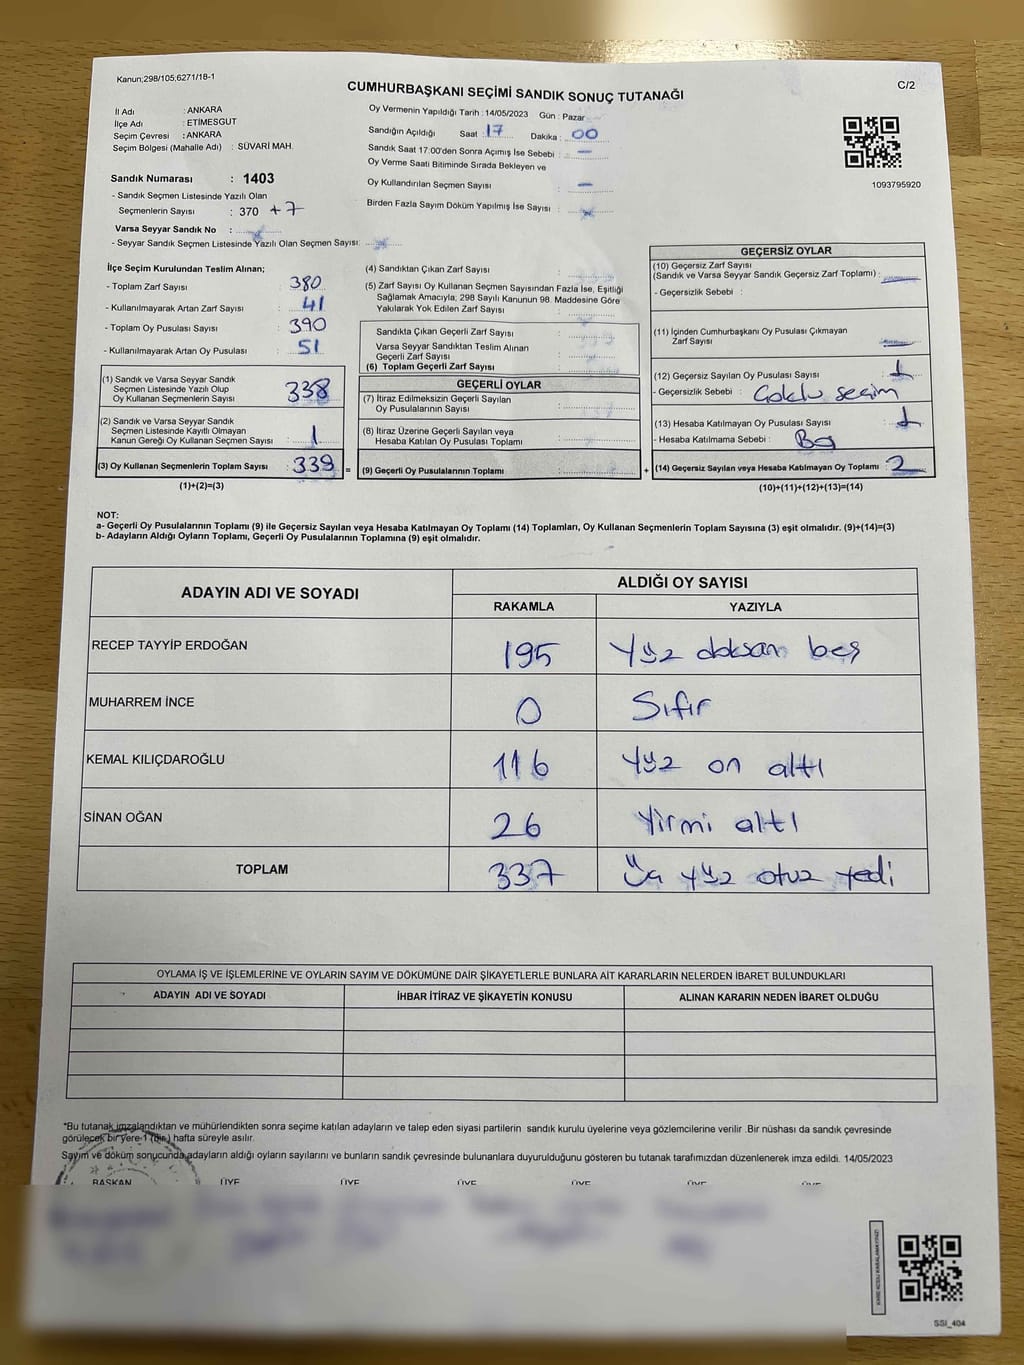 Kanun;298/105;6271/18-1
CUMHURBAŞKANI SEÇİMİ SANDIK SONUÇ TUTANAĞI
C/2
İl Adı : ANKARA
İlçe Adı : ETİMESGUT
Seçim Çevresi : ANKARA
Seçim Bölgesi (Mahalle Adı) : SÜVARİ MAH.
Oy Vermenin Yapıldığı Tarih : 14/05/2023 Gün : Pazar
Sandığın Açıldığı Saat : 17 Dakika : 00
Sandık Saat 17:00'den Sonra Açımış İse Sebebi : -
Oy Verme Saati Bitiminde Sırada Bekleyen ve
Oy Kullandırılan Seçmen Sayısı : -
Birden Fazla Sayım Döküm Yapılmış İse Sayısı :
1093795920
Sandık Numarası : 1403
- Sandık Seçmen Listesinde Yazılı Olan
Seçmenlerin Sayısı : 370 +7
Varsa Seyyar Sandık No :
- Seyyar Sandık Seçmen Listesinde Yazılı Olan Seçmen Sayısı:
İlçe Seçim Kurulundan Teslim Alınan;
- Toplam Zarf Sayısı : 380
- Kullanılmayarak Artan Zarf Sayısı : 41
- Toplam Oy Pusulası Sayısı : 390
- Kullanılmayarak Artan Oy Pusulası : 51
(1) Sandık ve Varsa Seyyar Sandık
Seçmen Listesinde Yazılı Olup
Oy Kullanan Seçmenlerin Sayısı : 338
(2) Sandık ve Varsa Seyyar Sandık
Seçmen Listesinde Kayıtlı Olmayan
Kanun Gereği Oy Kullanan Seçmen Sayısı : 1
(3) Oy Kullanan Seçmenlerin Toplam Sayısı : 339 =
(1)+(2)=(3)
(4) Sandıktan Çıkan Zarf Sayısı :
(5) Zarf Sayısı Oy Kullanan Seçmen Sayısından Fazla İse, Eşitliği
Sağlamak Amacıyla; 298 Sayılı Kanunun 98. Maddesine Göre
Yakılarak Yok Edilen Zarf Sayısı :
Sandıkta Çıkan Geçerli Zarf Sayısı :
Varsa Seyyar Sandıktan Teslim Alınan
Geçerli Zarf Sayısı :
(6) Toplam Geçerli Zarf Sayısı :
GEÇERLİ OYLAR
(7) İtiraz Edilmeksizin Geçerli Sayılan
Oy Pusulalarının Sayısı :
(8) İtiraz Üzerine Geçerli Sayılan veya
Hesaba Katılan Oy Pusulası Toplamı :
(9) Geçerli Oy Pusulalarının Toplamı : +
GEÇERSİZ OYLAR
(10) Geçersiz Zarf Sayısı
(Sandık ve Varsa Seyyar Sandık Geçersiz Zarf Toplamı) :
- Geçersizlik Sebebi :
(11) İçinden Cumhurbaşkanı Oy Pusulası Çıkmayan
Zarf Sayısı :
(12) Geçersiz Sayılan Oy Pusulası Sayısı : 1
- Geçersizlik Sebebi : Çoklu seçim
(13) Hesaba Katılmayan Oy Pusulası Sayısı : 1
- Hesaba Katılmama Sebebi :
(14) Geçersiz Sayılan veya Hesaba Katılmayan Oy Toplamı : 2
(10)+(11)+(12)+(13)=(14)
NOT:
a- Geçerli Oy Pusulalarının Toplamı (9) ile Geçersiz Sayılan veya Hesaba Katılmayan Oy Toplamı (14) Toplamları, Oy Kullanan Seçmenlerin Toplam Sayısına (3) eşit olmalıdır. (9)+(14)=(3)
b- Adayların Aldığı Oyların Toplamı, Geçerli Oy Pusulalarının Toplamına (9) eşit olmalıdır.
ADAYIN ADI VE SOYADI
ALDIĞI OY SAYISI
RAKAMLA YAZIYLA
RECEP TAYYİP ERDOĞAN 195 Yüz doksan beş
MUHARREM İNCE 0 Sıfır
KEMAL KILIÇDAROĞLU 116 Yüz on altı
SİNAN OĞAN 26 Yirmi altı
TOPLAM 337 Üç yüz otuz yedi
OYLAMA İŞ VE İŞLEMLERİNE VE OYLARIN SAYIM VE DÖKÜMÜNE DAİR ŞİKAYETLERLE BUNLARA AİT KARARLARIN NELERDEN İBARET BULUNDUKLARI
ADAYIN ADI VE SOYADI İHBAR İTİRAZ VE ŞİKAYETİN KONUSU ALINAN KARARIN NEDEN İBARET OLDUĞU
*Bu tutanak imzalandıktan ve mühürlendikten sonra seçime katılan adayların ve talep eden siyasi partilerin sandık kurulu üyelerine veya gözlemcilerine verilir .Bir nüshası da sandık çevresinde
görülecek bir yere-1 (bir) hafta süreyle asılır.
Sayım ve döküm sonucunda adayların aldığı oyların sayılarını ve bunların sandık çevresinde bulunanlara duyurulduğunu gösteren bu tutanak tarafımızdan düzenlenerek imza edildi. 14/05/2023
BAŞKAN ÜYE ÜYE ÜYE ÜYE ÜYE ÜYE
SSI_404